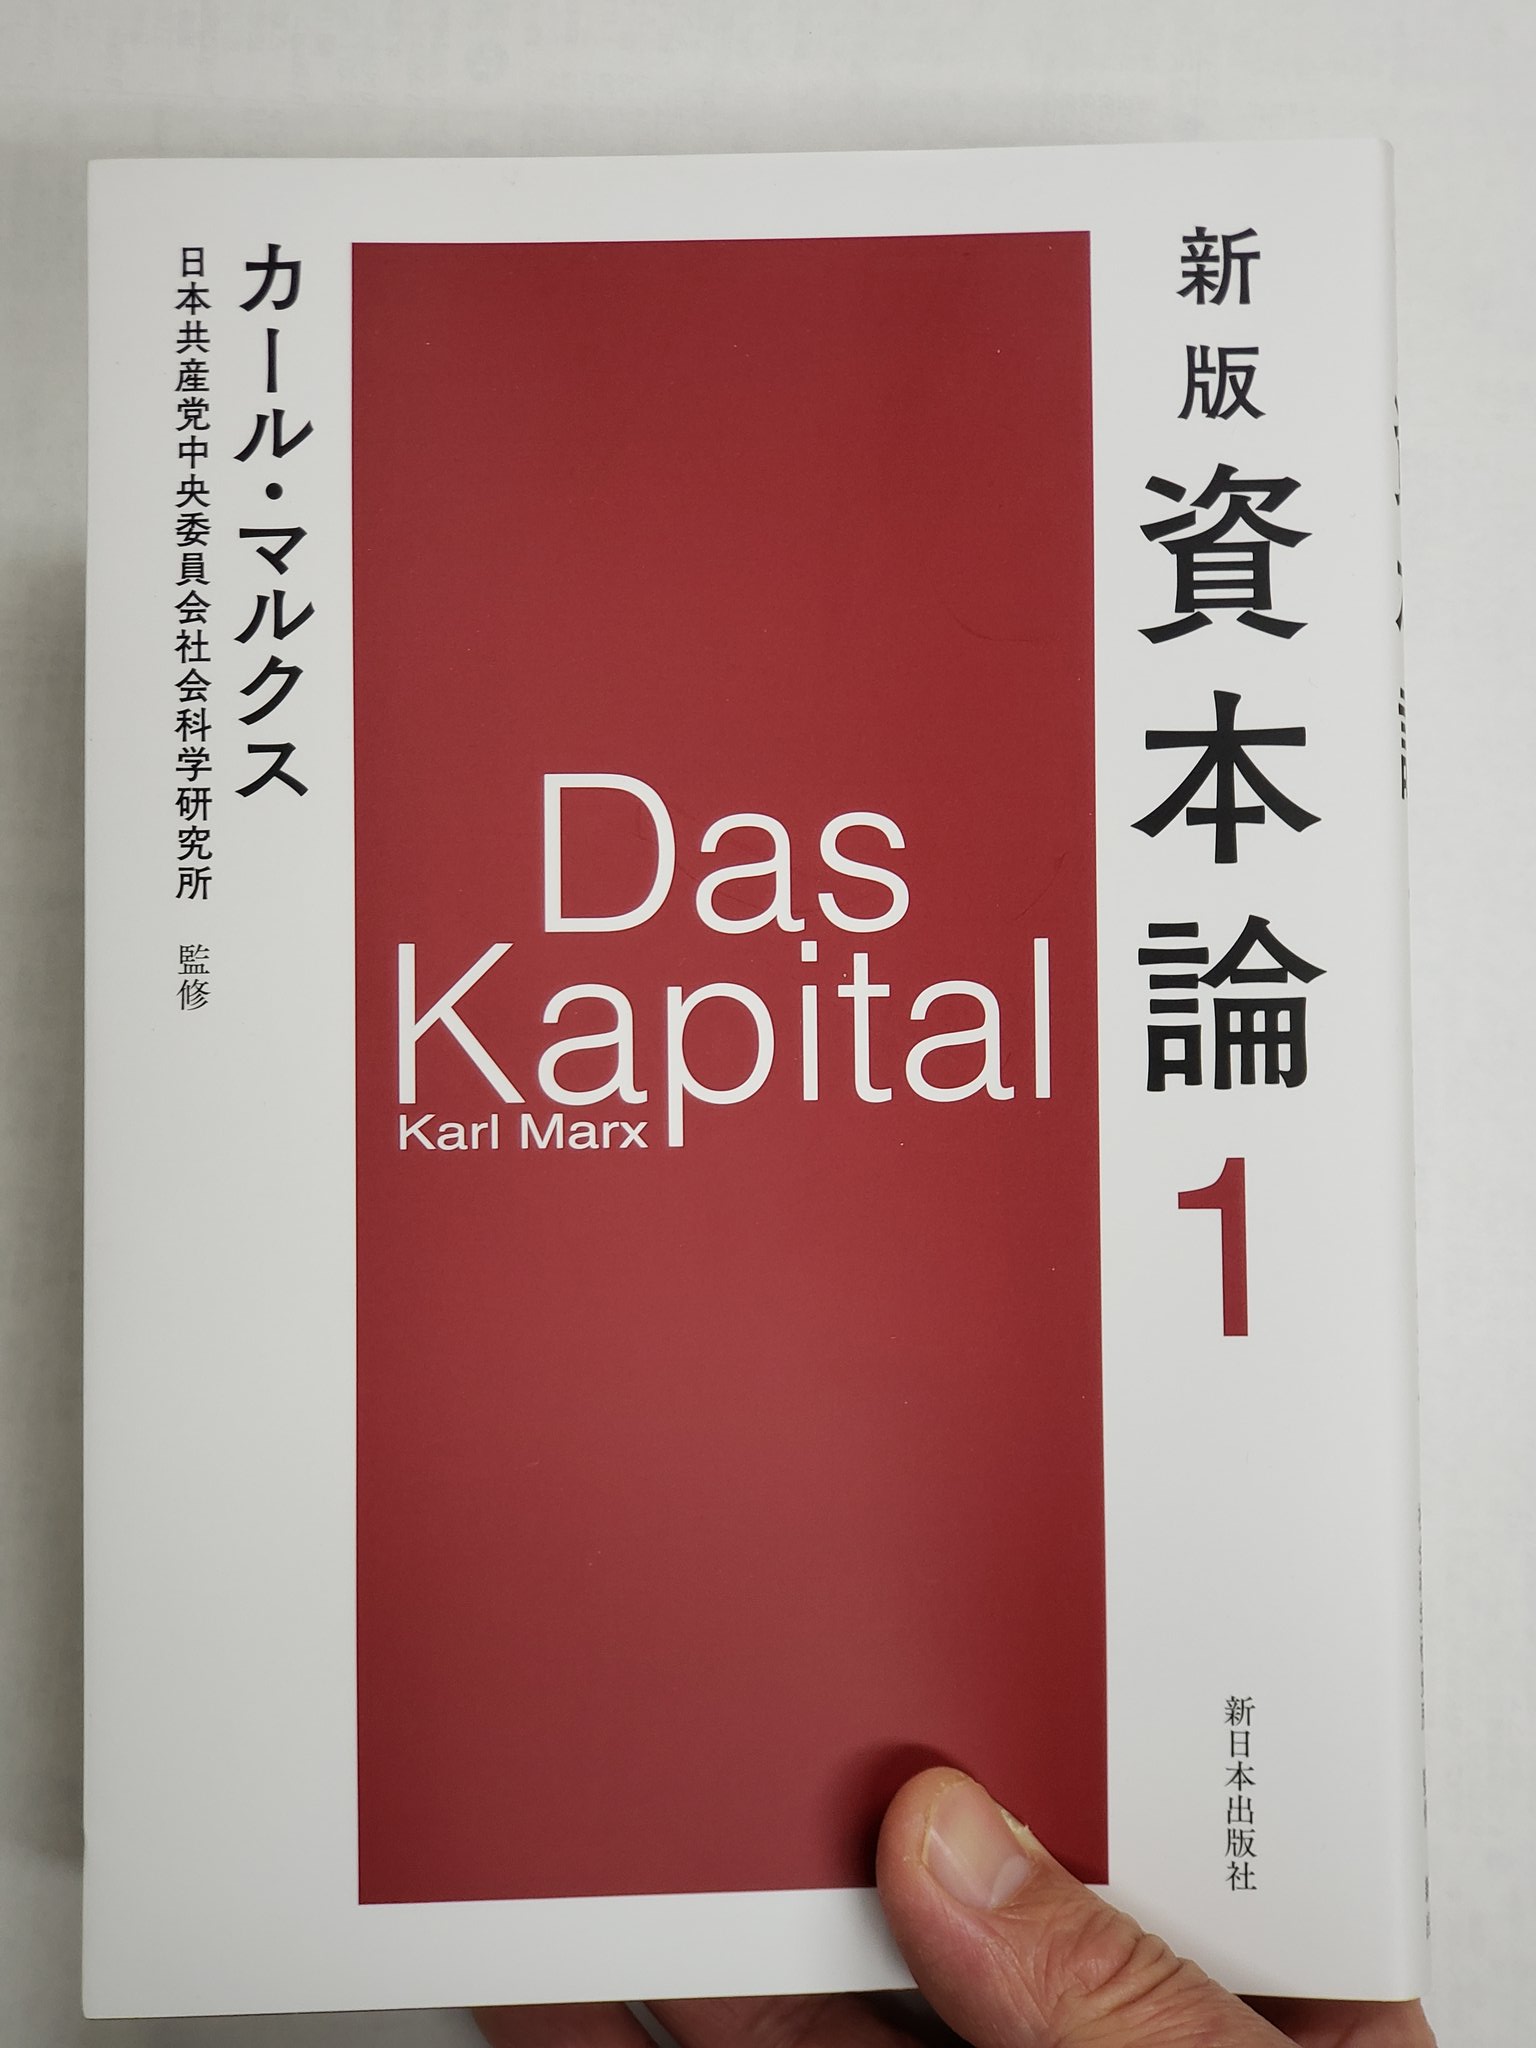 新版 資本論 1
新日本出版社
Das
Kapital
Karl Marx
カール・マルクス
日本共産党中央委員会社会科学研究所 監修